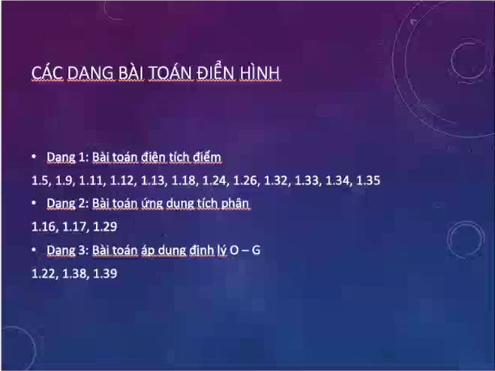 CÁC DẠNG BÀI TOÁN ĐIỂN HÌNH
• Dạng 1: Bài toán điện tích điểm
1.5, 1.9, 1.11, 1.12, 1.13, 1.18, 1.24, 1.26, 1.32, 1.33, 1.34, 1.35
• Dạng 2: Bài toán ứng dụng tích phân
1.16, 1.17, 1.29
• Dạng 3: Bài toán áp dụng định lý O – G
1.22, 1.38, 1.39